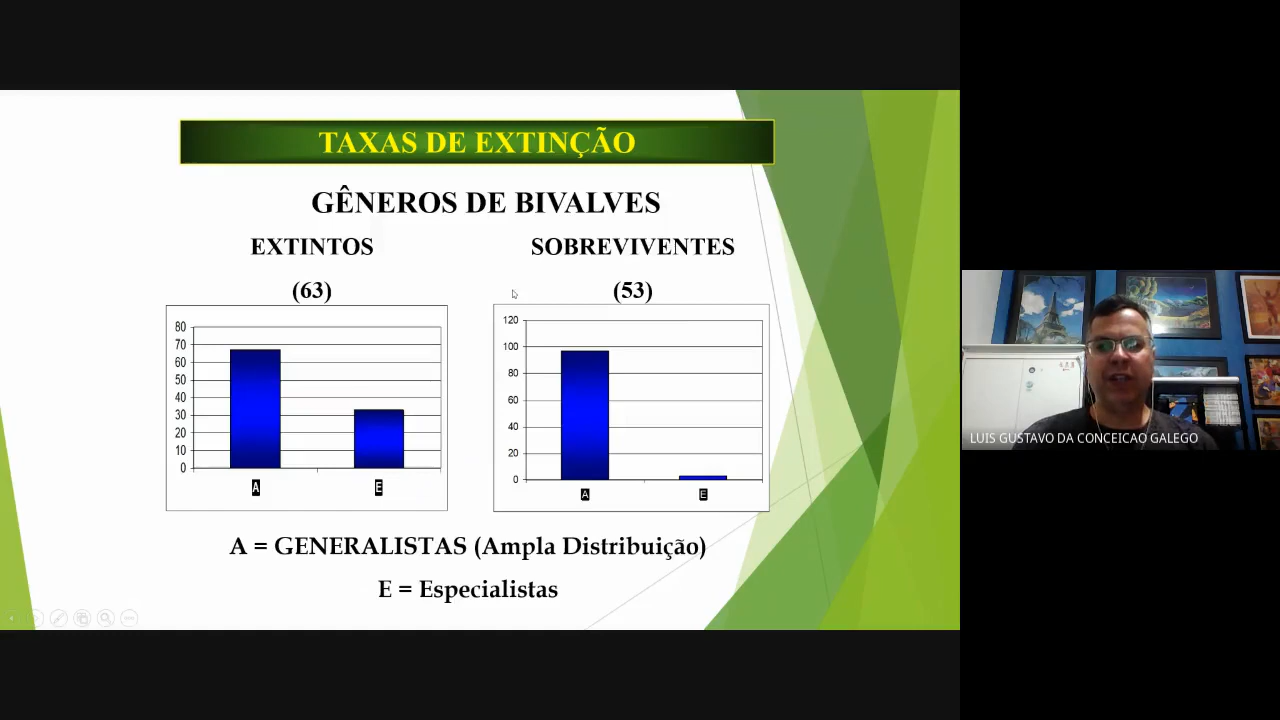 TAXAS DE EXTINÇÃO
GÊNEROS DE BIVALVES
EXTINTOS
SOBREVIVENTES
(63)
(53)
80
70
60
50
40
30
20
10
0
A
E
120
100
80
60
40
20
0
A
E
A = GENERALISTAS (Ampla Distribuição)
E = Especialistas
LUIS GUSTAVO DA CONCEICAO GALEGO